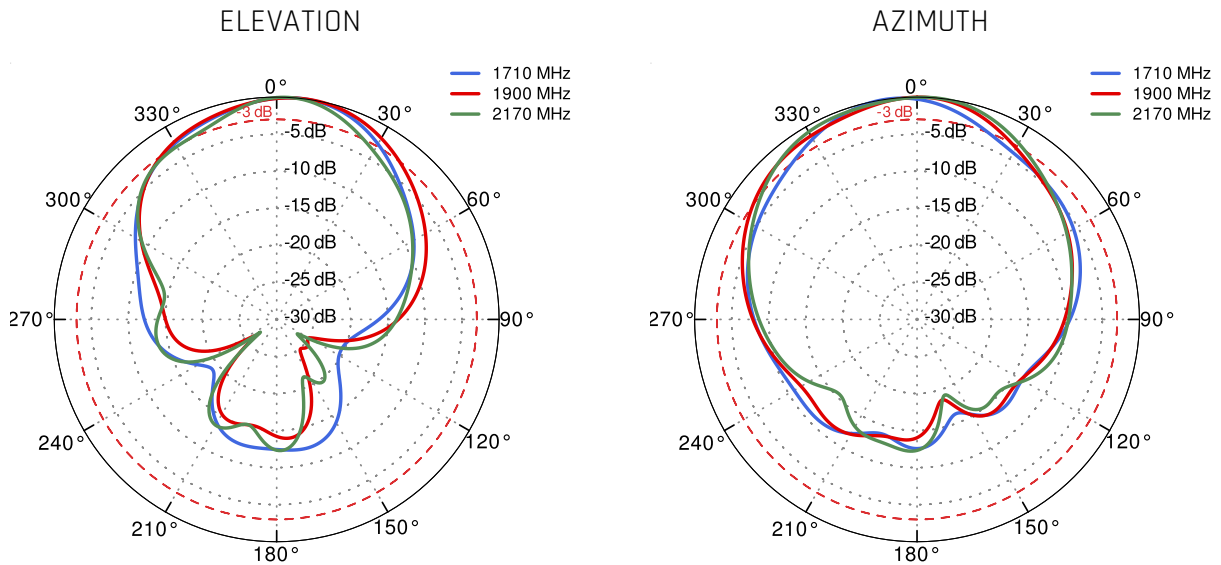 ELEVATION
1710 MHz
1900 MHz
2170 MHz
0°
-3 dB
330°
30°
-5 dB
-10 dB
300°
60°
-15 dB
-20 dB
-25 dB
-30 dB
270°
90°
240°
120°
210°
150°
180°
AZIMUTH
1710 MHz
1900 MHz
2170 MHz
0°
-3 dB
330°
30°
-5 dB
-10 dB
300°
60°
-15 dB
-20 dB
-25 dB
-30 dB
270°
90°
240°
120°
210°
150°
180°